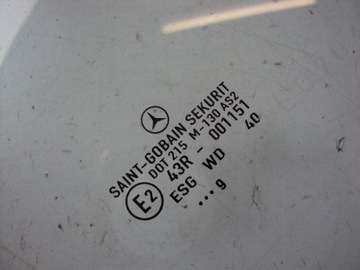 SAINT-GOBAIN SEKURIT
DOT 215 M-130 AS2
E2 43R - 001151
ESG WD 40
... 9